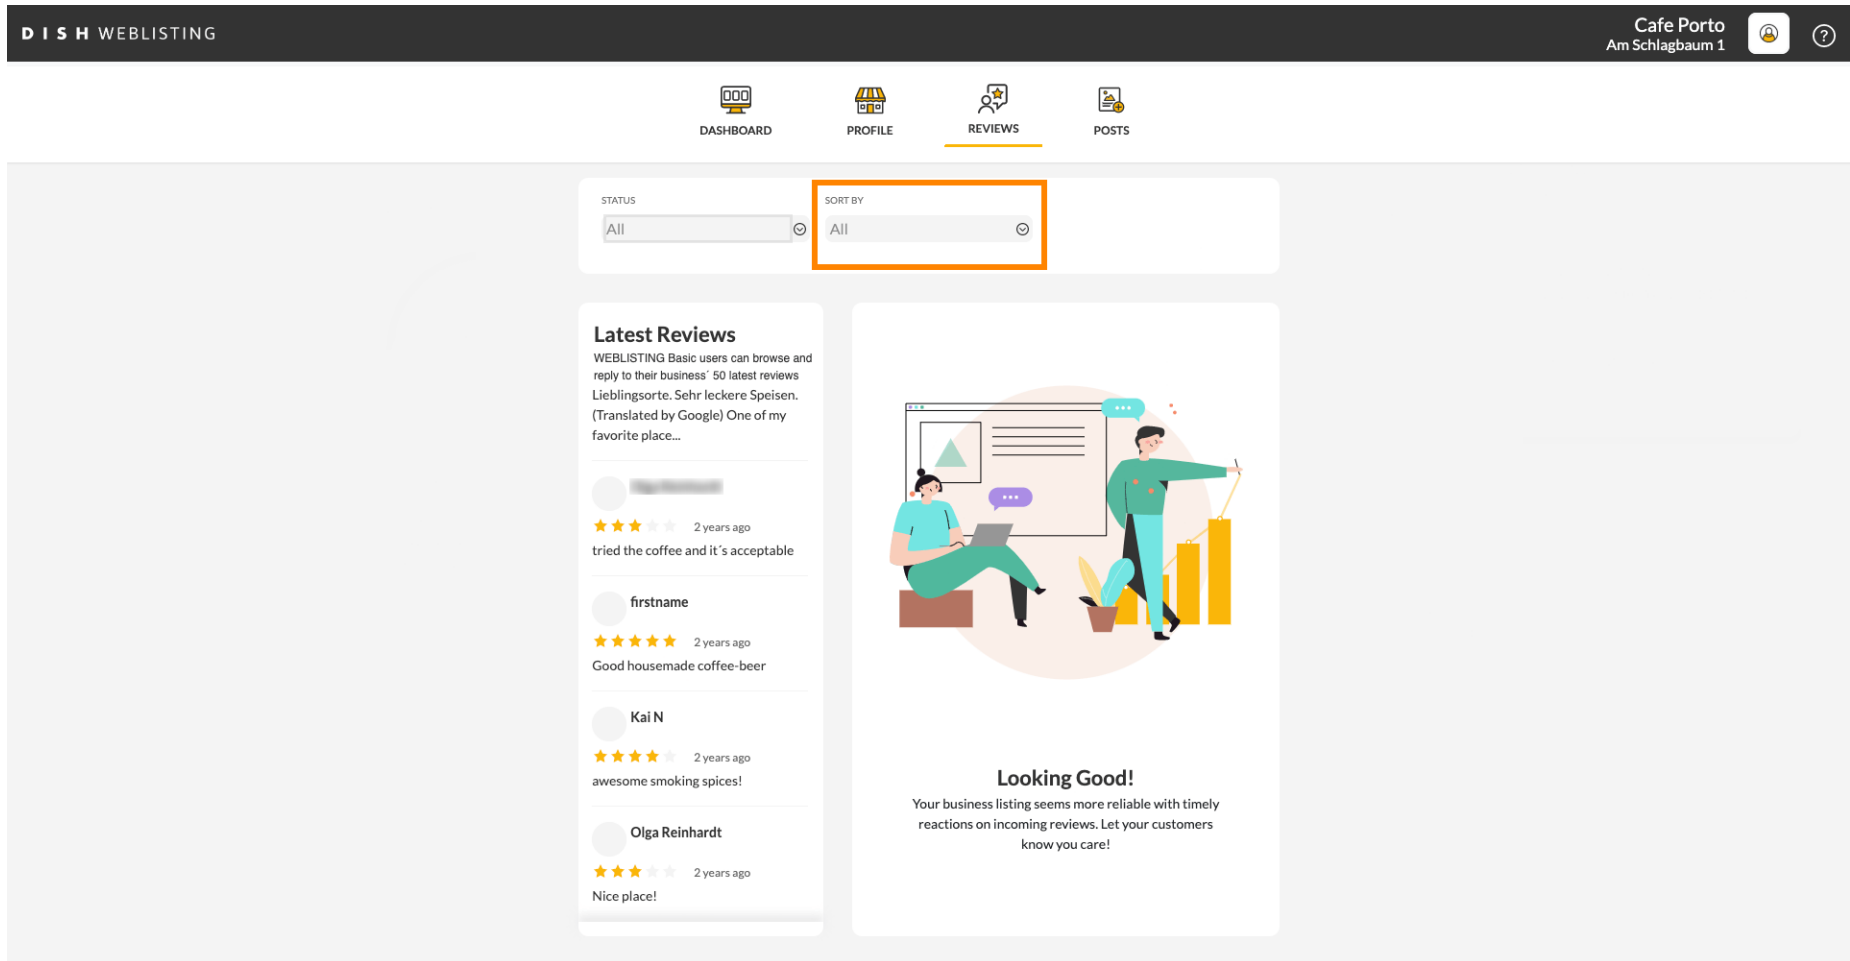 DISH WEBLISTING
Cafe Porto
Am Schlagbaum 1
DASHBOARD
PROFILE
REVIEWS
POSTS
STATUS
All
SORT BY
All
Latest Reviews
WEBLISTING Basic users can browse and
reply to their business´ 50 latest reviews
Lieblingsorte. Sehr leckere Speisen.
(Translated by Google) One of my
favorite place...
2 years ago
tried the coffee and it´s acceptable
firstname
2 years ago
Good housemade coffee-beer
Kai N
2 years ago
awesome smoking spices!
Olga Reinhardt
2 years ago
Nice place!
Looking Good!
Your business listing seems more reliable with timely
reactions on incoming reviews. Let your customers
know you care!